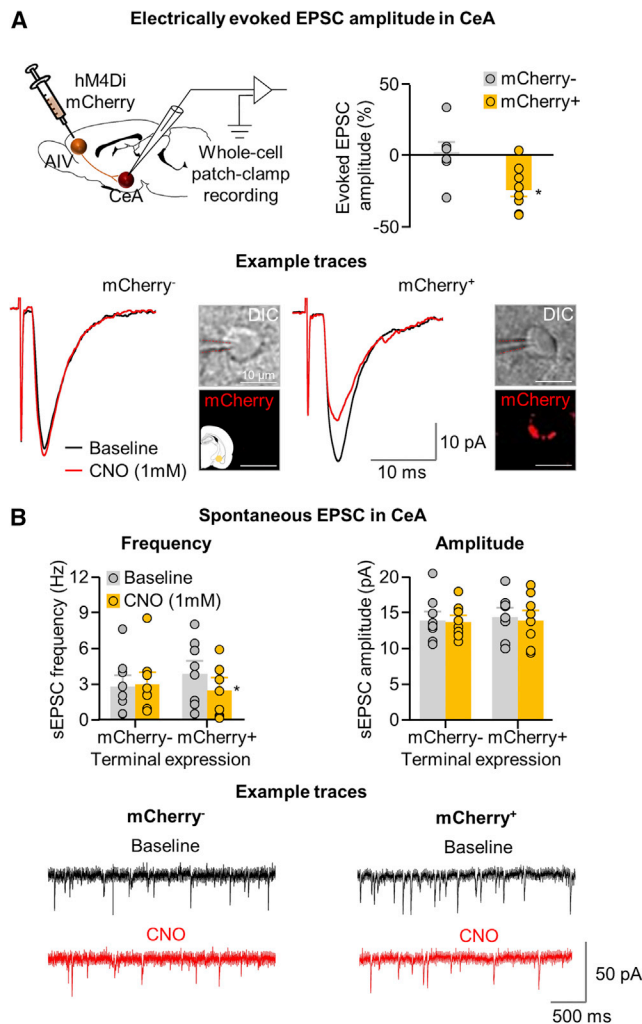 A
Electrically evoked EPSC amplitude in CeA
hM4Di
mCherry
AIV
CeA
Whole-cell
patch-clamp
recording
Evoked EPSC
amplitude (%)
50
0
-50
mCherry-
mCherry+
*
Example traces
mCherry-
DIC
10 µm
mCherry
Baseline
CNO (1mM)
mCherry+
10 pA
10 ms
DIC
mCherry
B
Spontaneous EPSC in CeA
Frequency
sEPSC frequency (Hz)
12
9
6
3
0
Baseline
CNO (1mM)
*
mCherry- mCherry+
Terminal expression
Amplitude
sEPSC amplitude (pA)
20
15
10
5
0
mCherry- mCherry+
Terminal expression
Example traces
mCherry-
Baseline
CNO
mCherry+
Baseline
CNO
50 pA
500 ms